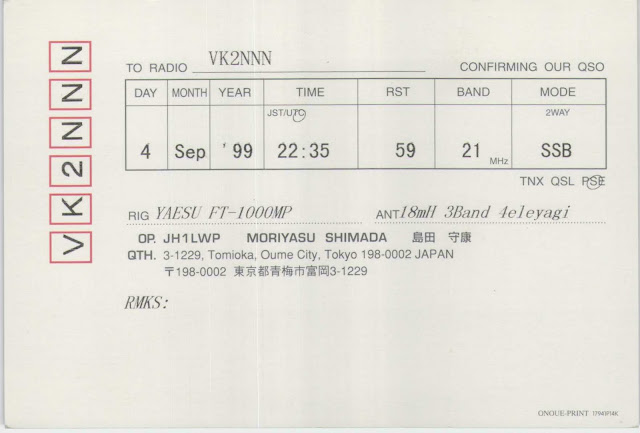 VK2NNN
TO RADIO VK2NNN CONFIRMING OUR QSO
DAY MONTH YEAR TIME RST BAND MODE
JST/UTC 2WAY
4 Sep '99 22:35 59 21 MHz SSB
TNX QSL PSE
RIG YAESU FT-1000MP ANT 18mH 3Band 4eleyagi
OP. JH1LWP MORIYASU SHIMADA 島田 守康
QTH. 3-1229, Tomioka, Oume City, Tokyo 198-0002 JAPAN
〒198-0002 東京都青梅市富岡3-1229
RMKS:
ONOUE-PRINT 17941914K